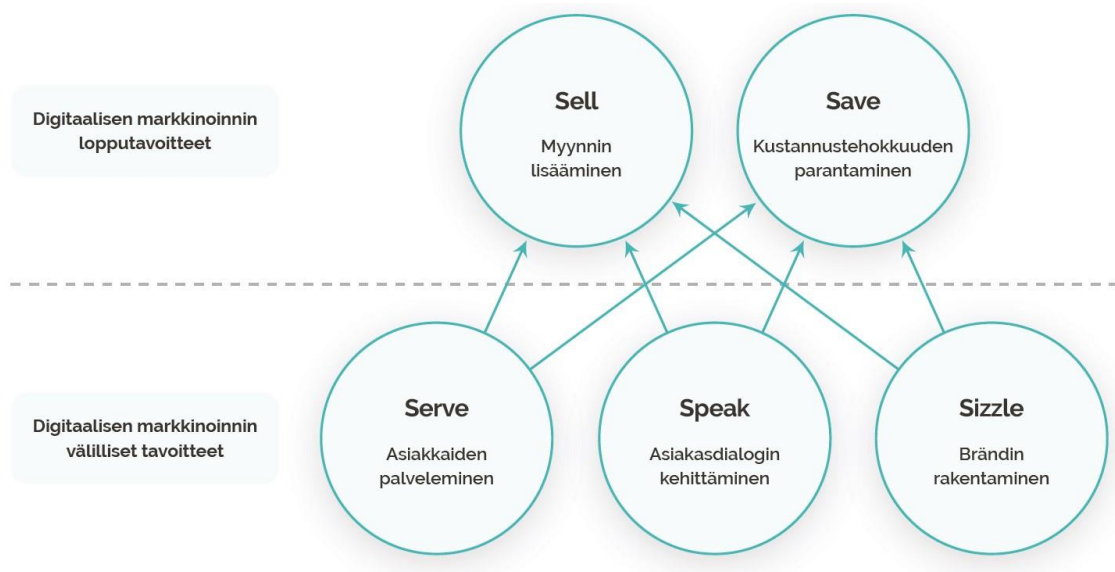 Digitaalisen markkinoinnin
lopputavoitteet
Sell
Myynnin
lisääminen
Save
Kustannustehokkuuden
parantaminen
Digitaalisen markkinoinnin
välilliset tavoitteet
Serve
Asiakkaiden
palveleminen
Speak
Asiakasdialogin
kehittäminen
Sizzle
Brändin
rakentaminen